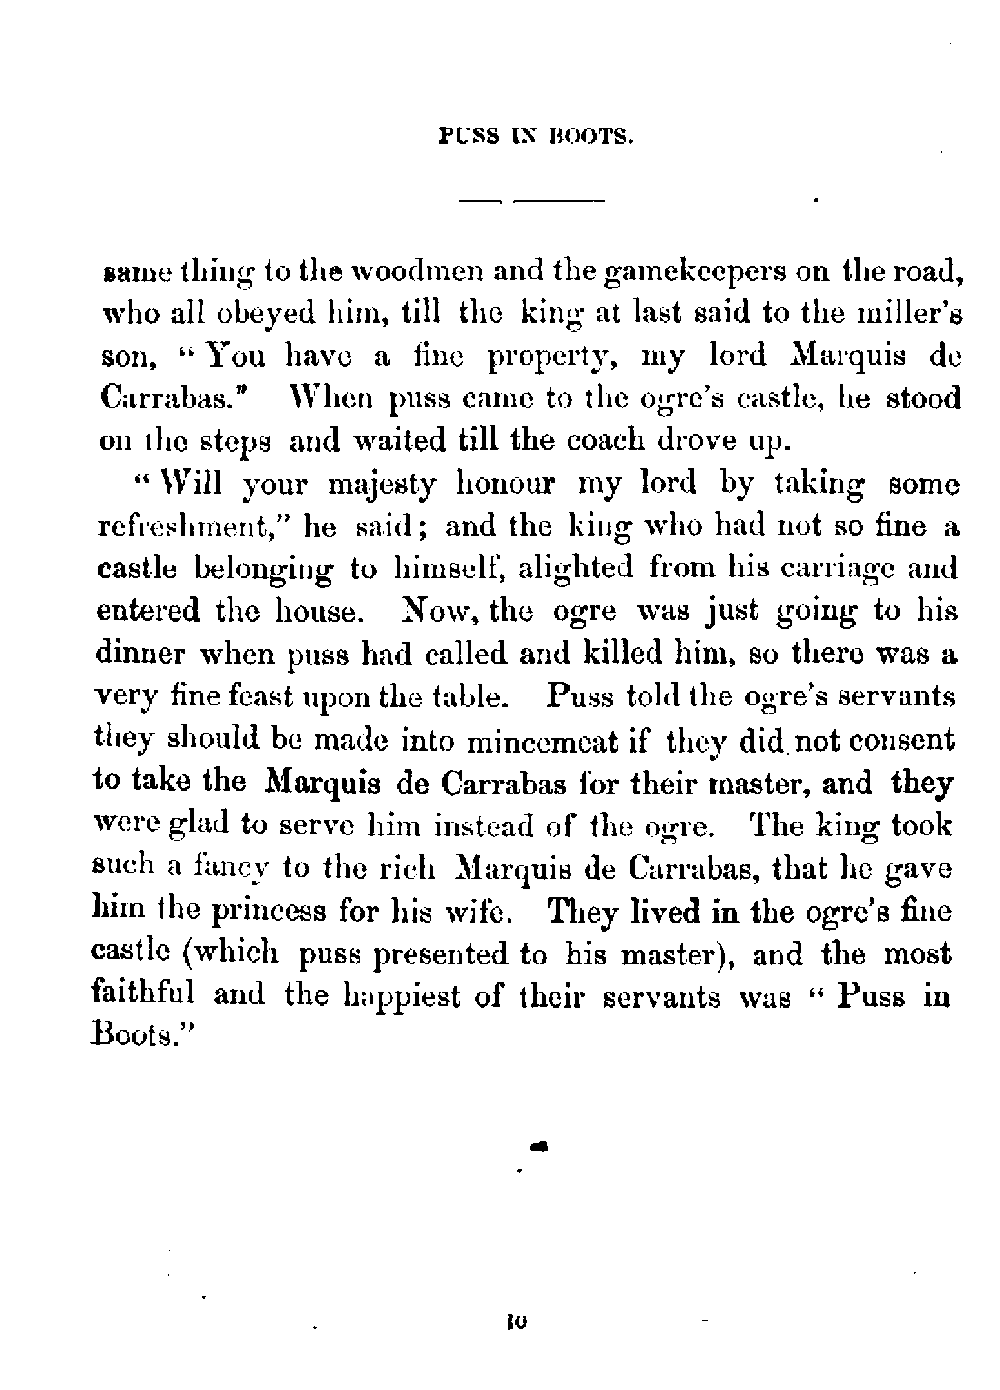 PUSS IN BOOTS.
same thing to the woodmen and the gamekeepers on the road,
who all obeyed him, till the king at last said to the miller's
son, "You have a fine property, my lord Marquis de
Carrabas." When puss came to the ogre's castle, he stood
on the steps and waited till the coach drove up.
"Will your majesty honour my lord by taking some
refreshment," he said; and the king who had not so fine a
castle belonging to himself, alighted from his carriage and
entered the house. Now, the ogre was just going to his
dinner when puss had called and killed him, so there was a
very fine feast upon the table. Puss told the ogre's servants
they should be made into mincemeat if they did not consent
to take the Marquis de Carrabas for their master, and they
were glad to serve him instead of the ogre. The king took
such a fancy to the rich Marquis de Carrabas, that he gave
him the princess for his wife. They lived in the ogre's fine
castle (which puss presented to his master), and the most
faithful and the happiest of their servants was "Puss in
Boots."
10